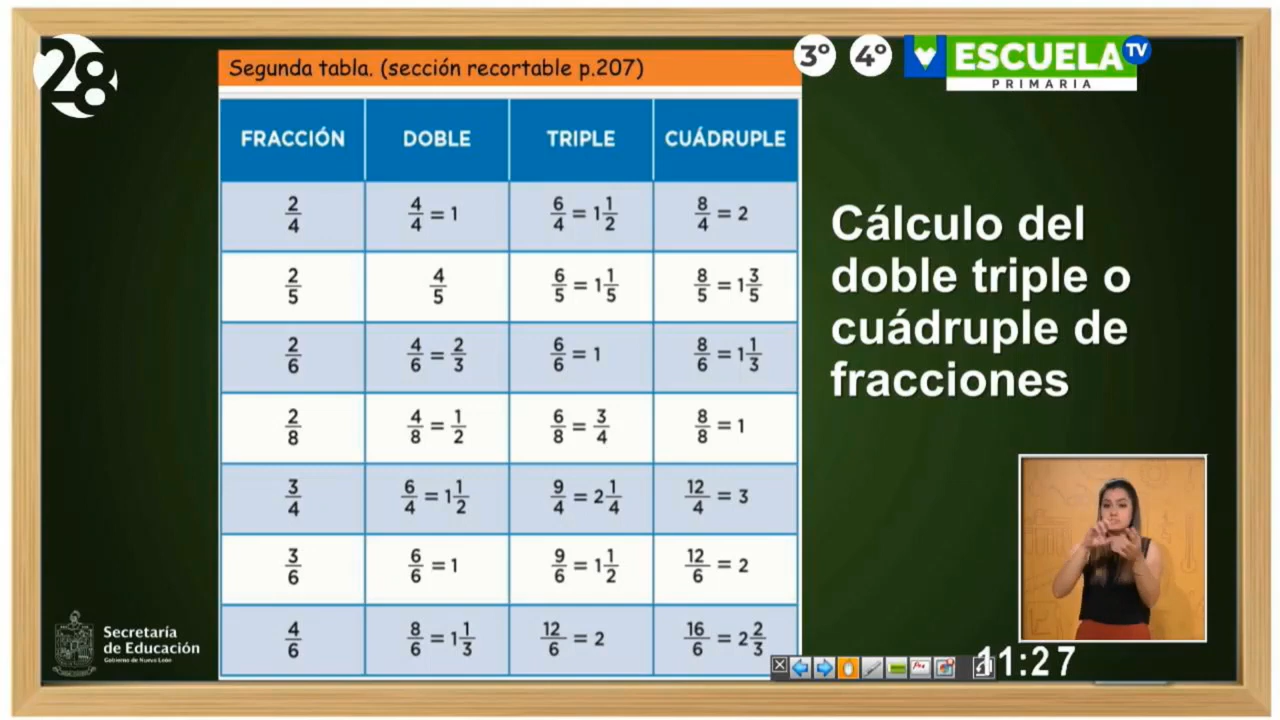 28
Segunda tabla. (sección recortable p.207)
3º 4º ESCUELA TV
PRIMARIA
FRACCIÓN DOBLE TRIPLE CUÁDRUPLE
2/4 4/4 = 1 6/4 = 1 1/2 8/4 = 2
2/5 4/5 6/5 = 1 1/5 8/5 = 1 3/5
2/6 4/6 = 2/3 6/6 = 1 8/6 = 1 1/3
2/8 4/8 = 1/2 6/8 = 3/4 8/8 = 1
3/4 6/4 = 1 1/2 9/4 = 2 1/4 12/4 = 3
3/6 6/6 = 1 9/6 = 1 1/2 12/6 = 2
4/6 8/6 = 1 1/3 12/6 = 2 16/6 = 2 2/3
Cálculo del
doble triple o
cuádruple de
fracciones
Secretaría
de Educación
Gobierno de Nuevo León
11:27